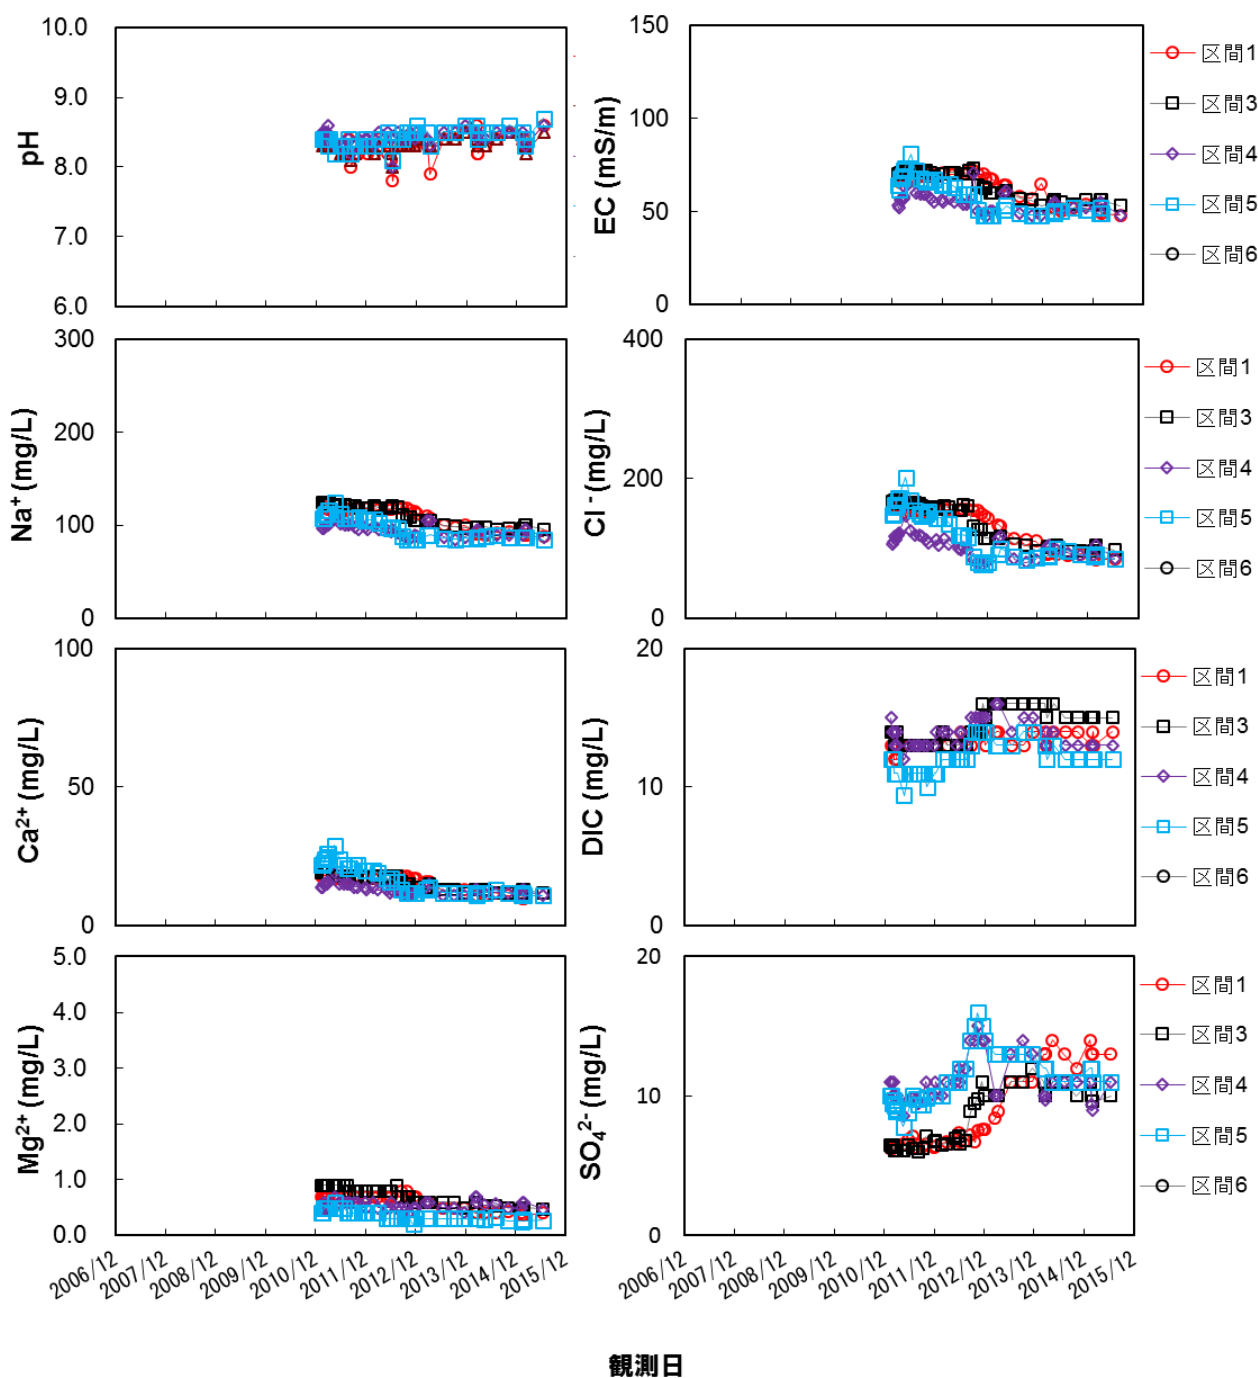 pH
10.0
9.0
8.0
7.0
6.0
EC (mS/m)
150
100
50
0
区間1
区間3
区間4
区間5
区間6
Na⁺ (mg/L)
300
200
100
0
Cl⁻ (mg/L)
400
200
0
区間1
区間3
区間4
区間5
区間6
Ca²⁺ (mg/L)
100
50
0
DIC (mg/L)
20
10
0
区間1
区間3
区間4
区間5
区間6
Mg²⁺ (mg/L)
5.0
4.0
3.0
2.0
1.0
0.0
2006/12
2007/12
2008/12
2009/12
2010/12
2011/12
2012/12
2013/12
2014/12
2015/12
SO₄²⁻ (mg/L)
20
10
0
2006/12
2007/12
2008/12
2009/12
2010/12
2011/12
2012/12
2013/12
2014/12
2015/12
区間1
区間3
区間4
区間5
区間6
観測日